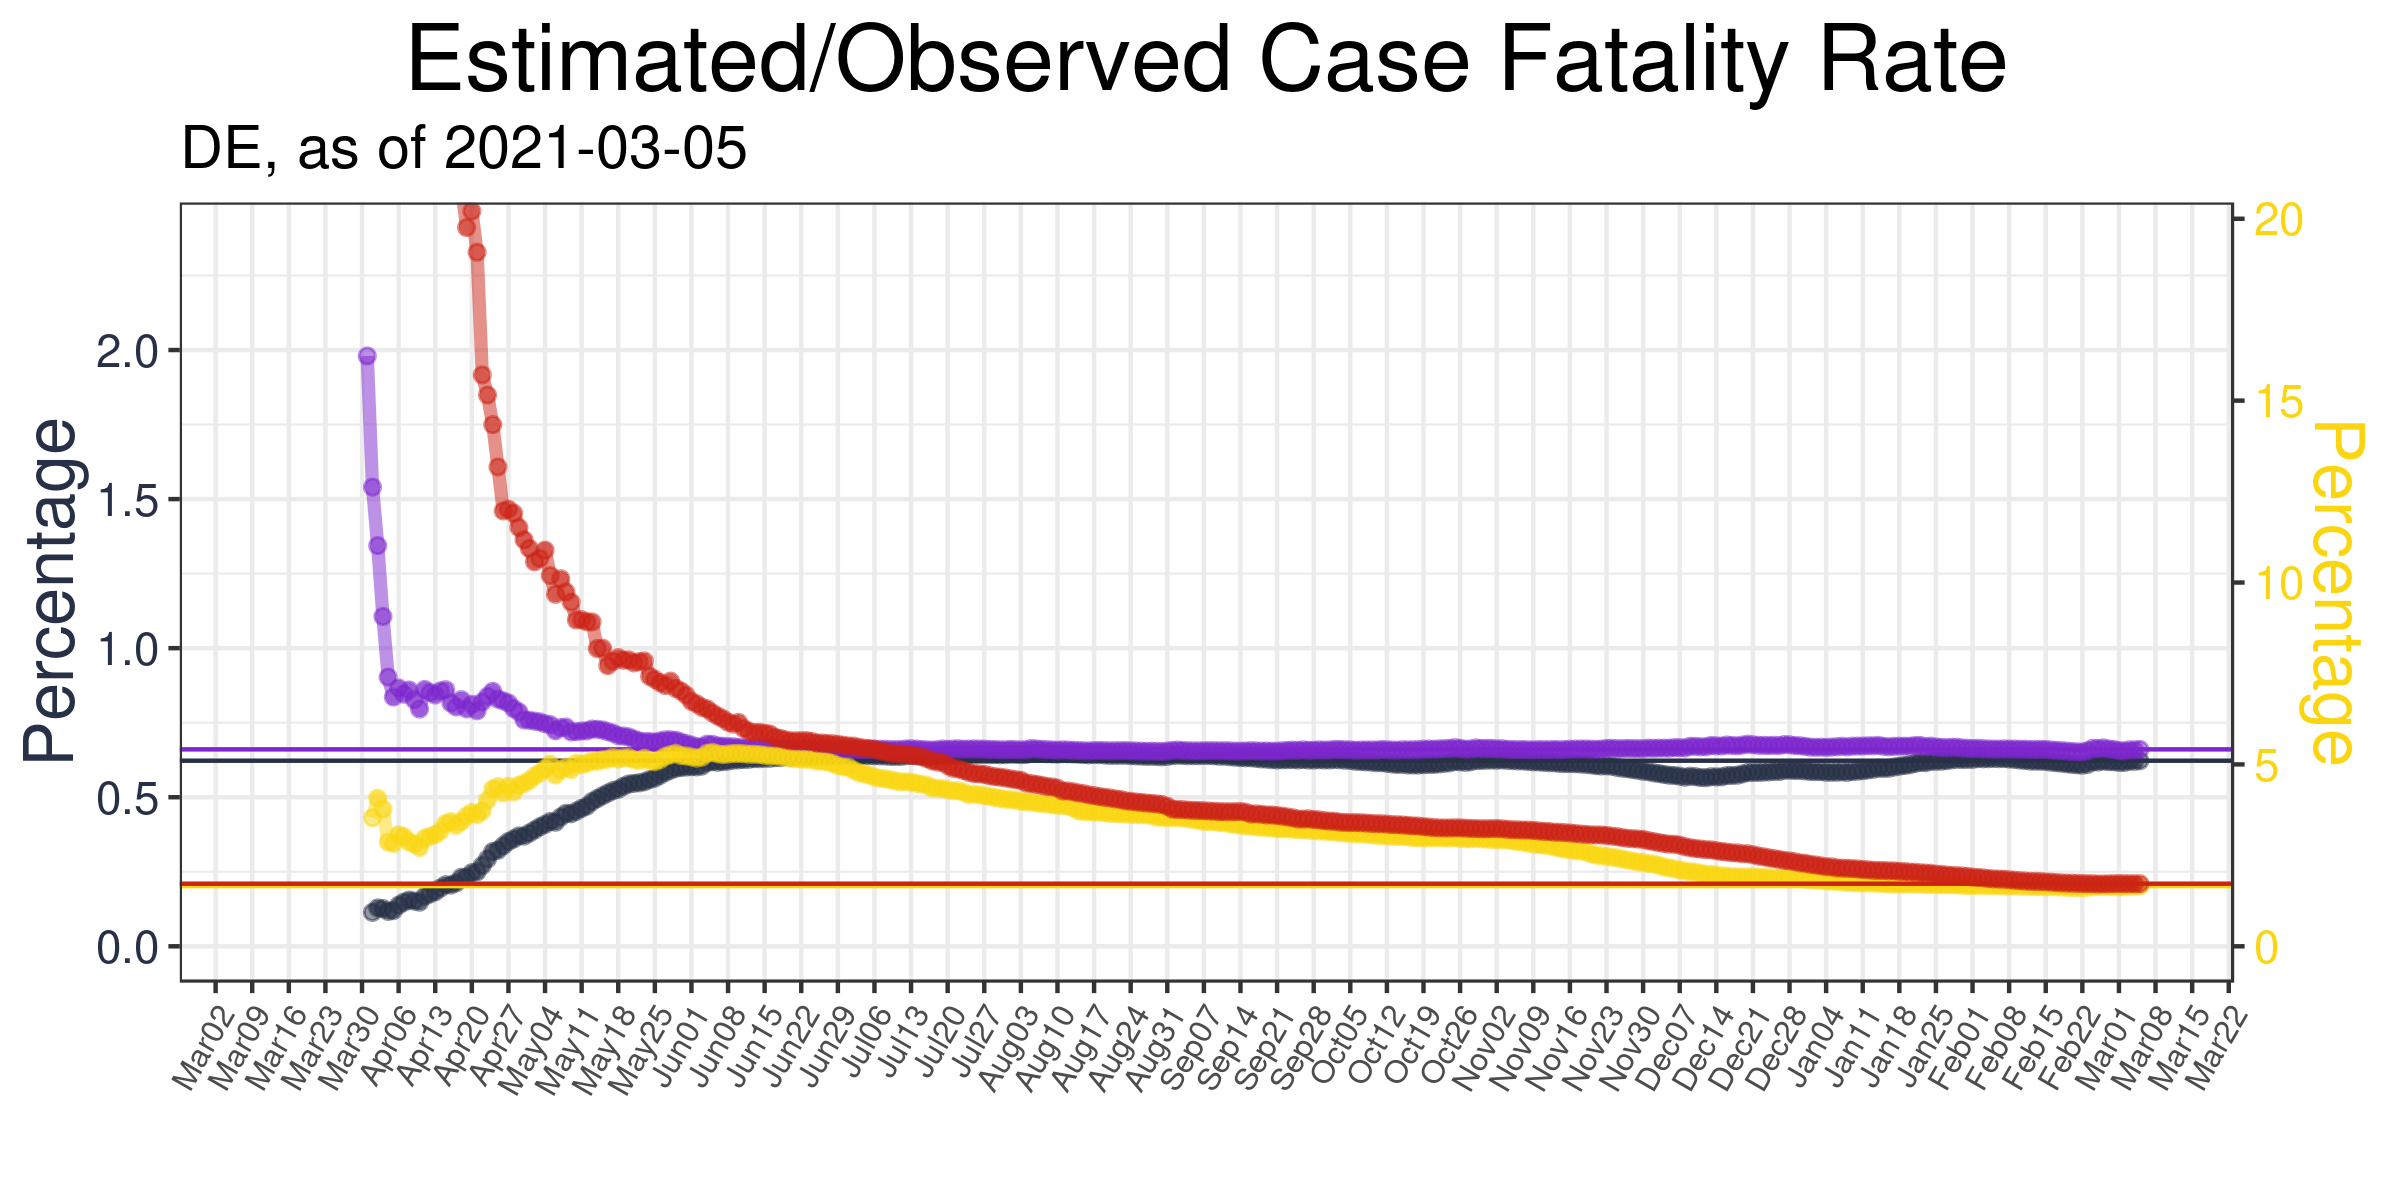 Estimated/Observed Case Fatality Rate
DE, as of 2021-03-05
Percentage
2.0
1.5
1.0
0.5
0.0
20
15
10
5
0
Percentage
Mar02
Mar09
Mar16
Mar23
Mar30
Apr06
Apr13
Apr20
Apr27
May04
May11
May18
May25
Jun01
Jun08
Jun15
Jun22
Jun29
Jul06
Jul13
Jul20
Jul27
Aug03
Aug10
Aug17
Aug24
Aug31
Sep07
Sep14
Sep21
Sep28
Oct05
Oct12
Oct19
Oct26
Nov02
Nov09
Nov16
Nov23
Nov30
Dec07
Dec14
Dec21
Dec28
Dec04
Jan11
Jan18
Jan25
Feb01
Feb08
Feb15
Feb22
Mar01
Mar08
Mar15
Mar22